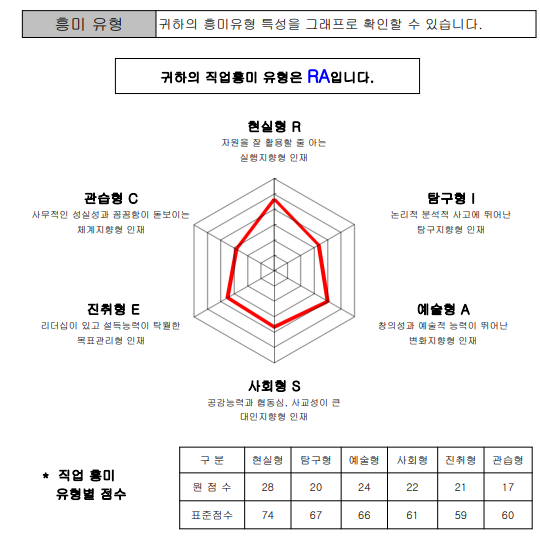 흥미 유형
귀하의 흥미유형 특성을 그래프로 확인할 수 있습니다.
귀하의 직업흥미 유형은 RA입니다.
현실형 R
자원을 잘 활용할 줄 아는
실행지향형 인재
관습형 C
사무적인 성실성과 꼼꼼함이 돋보이는
체계지향형 인재
탐구형 I
논리적 분석적 사고에 뛰어난
탐구지향형 인재
진취형 E
리더십이 있고 설득능력이 탁월한
목표관리형 인재
예술형 A
창의성과 예술적 능력이 뛰어난
변화지향형 인재
사회형 S
공감능력과 협동심, 사교성이 큰
대인지향형 인재
* 직업 흥미
유형별 점수
구 분 현실형 탐구형 예술형 사회형 진취형 관습형
원 점 수 28 20 24 22 21 17
표준점수 74 67 66 61 59 60